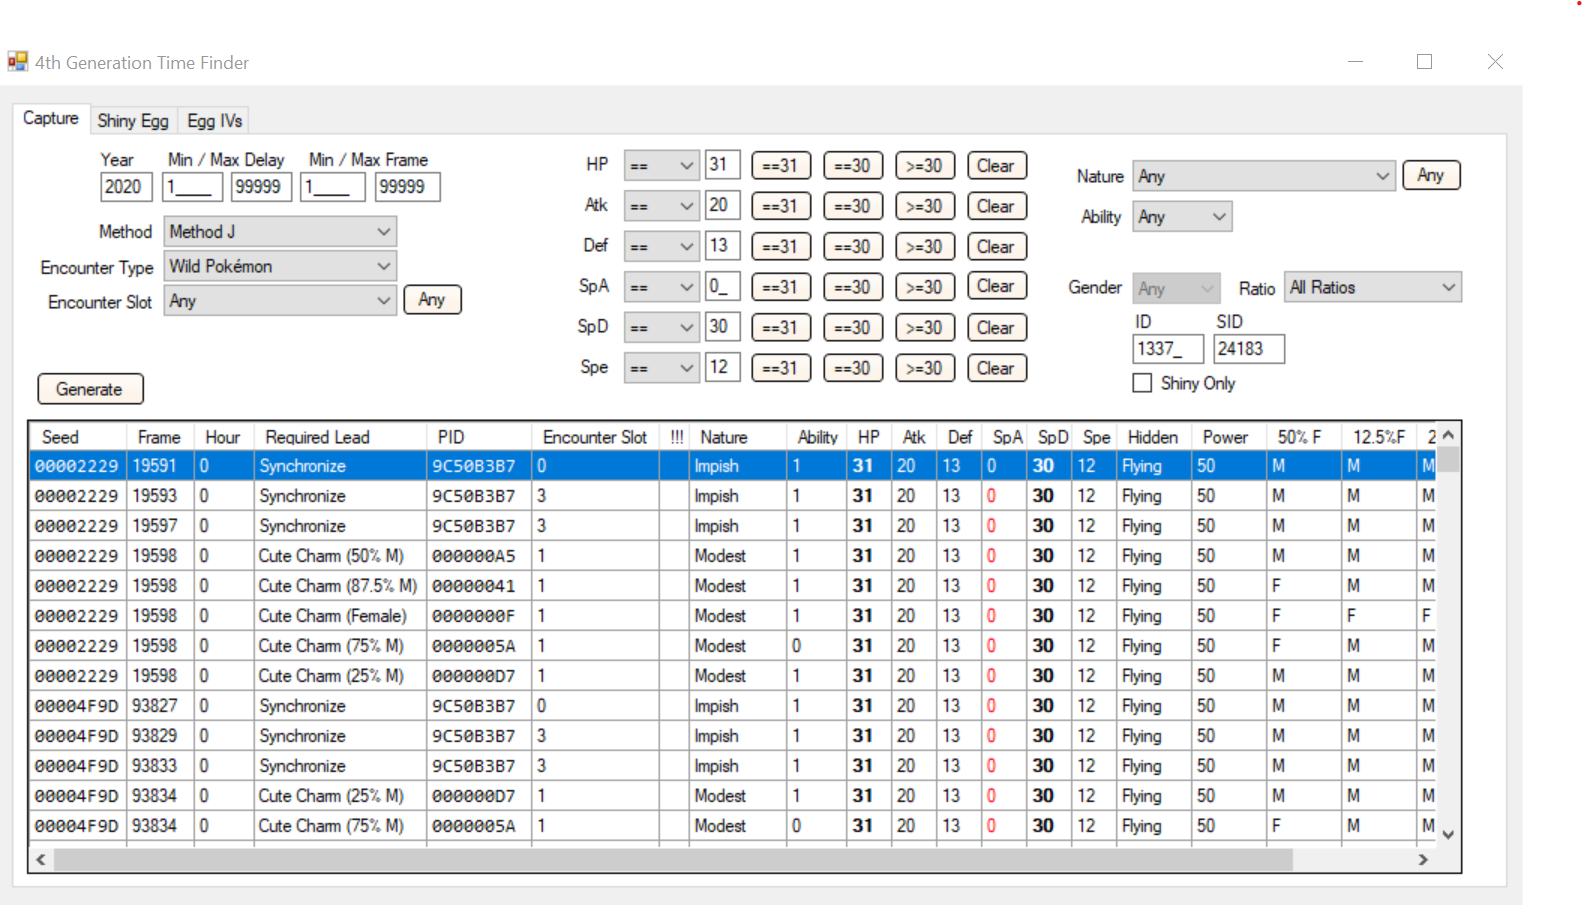 4th Generation Time Finder
Capture Shiny Egg Egg IVs
Year Min / Max Delay Min / Max Frame
2020 1____ 99999 1____ 99999
Method Method J
Encounter Type Wild Pokémon
Encounter Slot Any Any
Generate
HP == 31 ==31 ==30 >=30 Clear
Atk == 20 ==31 ==30 >=30 Clear
Def == 13 ==31 ==30 >=30 Clear
SpA == 0_ ==31 ==30 >=30 Clear
SpD == 30 ==31 ==30 >=30 Clear
Spe == 12 ==31 ==30 >=30 Clear
Nature Any Any
Ability Any
Gender Any Ratio All Ratios
ID SID
1337_ 24183
Shiny Only
Seed Frame Hour Required Lead PID Encounter Slot !!! Nature Ability HP Atk Def SpA SpD Spe Hidden Power 50% F 12.5%F 2
00002229 19591 0 Synchronize 9C50B3B7 0 Impish 1 31 20 13 0 30 12 Flying 50 M M M
00002229 19593 0 Synchronize 9C50B3B7 3 Impish 1 31 20 13 0 30 12 Flying 50 M M M
00002229 19597 0 Synchronize 9C50B3B7 3 Impish 1 31 20 13 0 30 12 Flying 50 M M M
00002229 19598 0 Cute Charm (50% M) 000000A5 1 Modest 1 31 20 13 0 30 12 Flying 50 M M M
00002229 19598 0 Cute Charm (87.5% M) 00000041 1 Modest 1 31 20 13 0 30 12 Flying 50 F M M
00002229 19598 0 Cute Charm (Female) 0000000F 1 Modest 1 31 20 13 0 30 12 Flying 50 F F F
00002229 19598 0 Cute Charm (75% M) 0000005A 1 Modest 0 31 20 13 0 30 12 Flying 50 F M M
00002229 19598 0 Cute Charm (25% M) 000000D7 1 Modest 1 31 20 13 0 30 12 Flying 50 M M M
00004F9D 93827 0 Synchronize 9C50B3B7 0 Impish 1 31 20 13 0 30 12 Flying 50 M M M
00004F9D 93829 0 Synchronize 9C50B3B7 3 Impish 1 31 20 13 0 30 12 Flying 50 M M M
00004F9D 93833 0 Synchronize 9C50B3B7 3 Impish 1 31 20 13 0 30 12 Flying 50 M M M
00004F9D 93834 0 Cute Charm (25% M) 000000D7 1 Modest 1 31 20 13 0 30 12 Flying 50 M M M
00004F9D 93834 0 Cute Charm (75% M) 0000005A 1 Modest 0 31 20 13 0 30 12 Flying 50 F M M